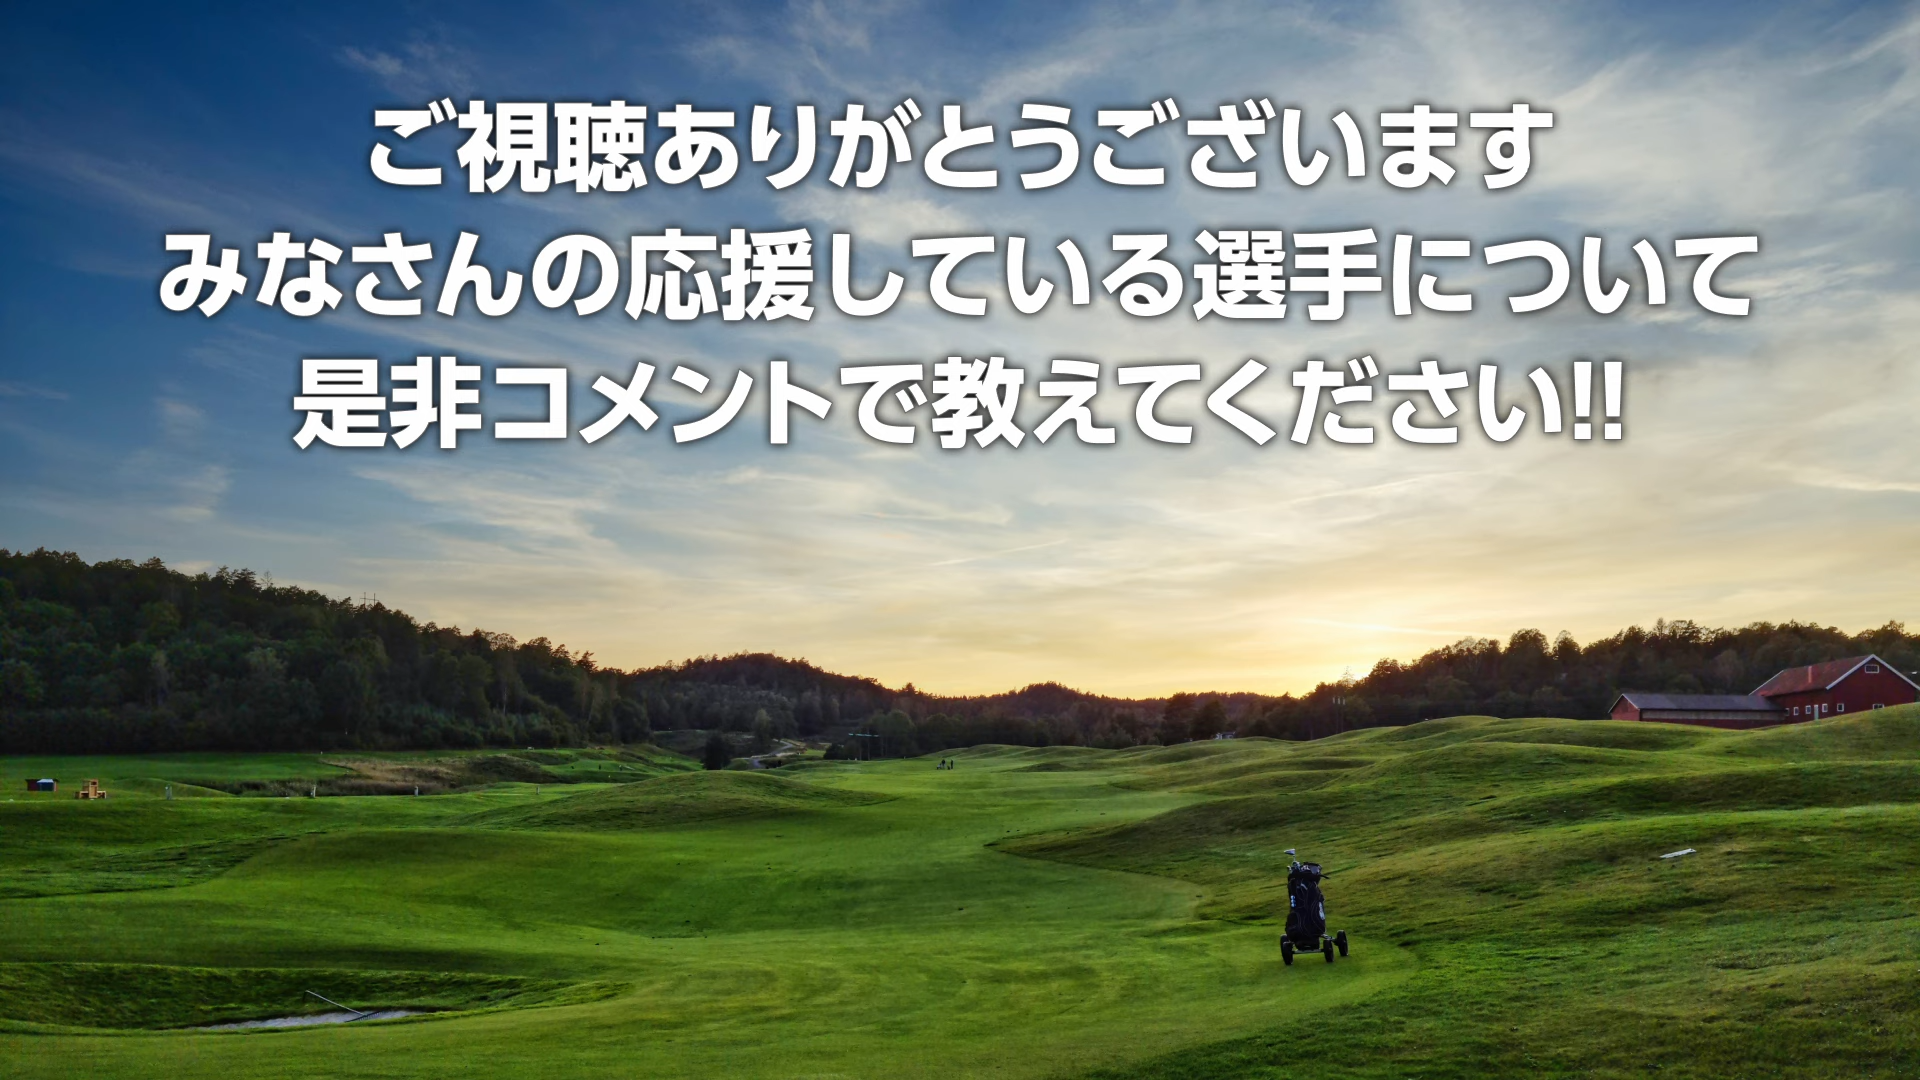 ご視聴ありがとうございます
みなさんの応援している選手について
是非コメントで教えてください!!